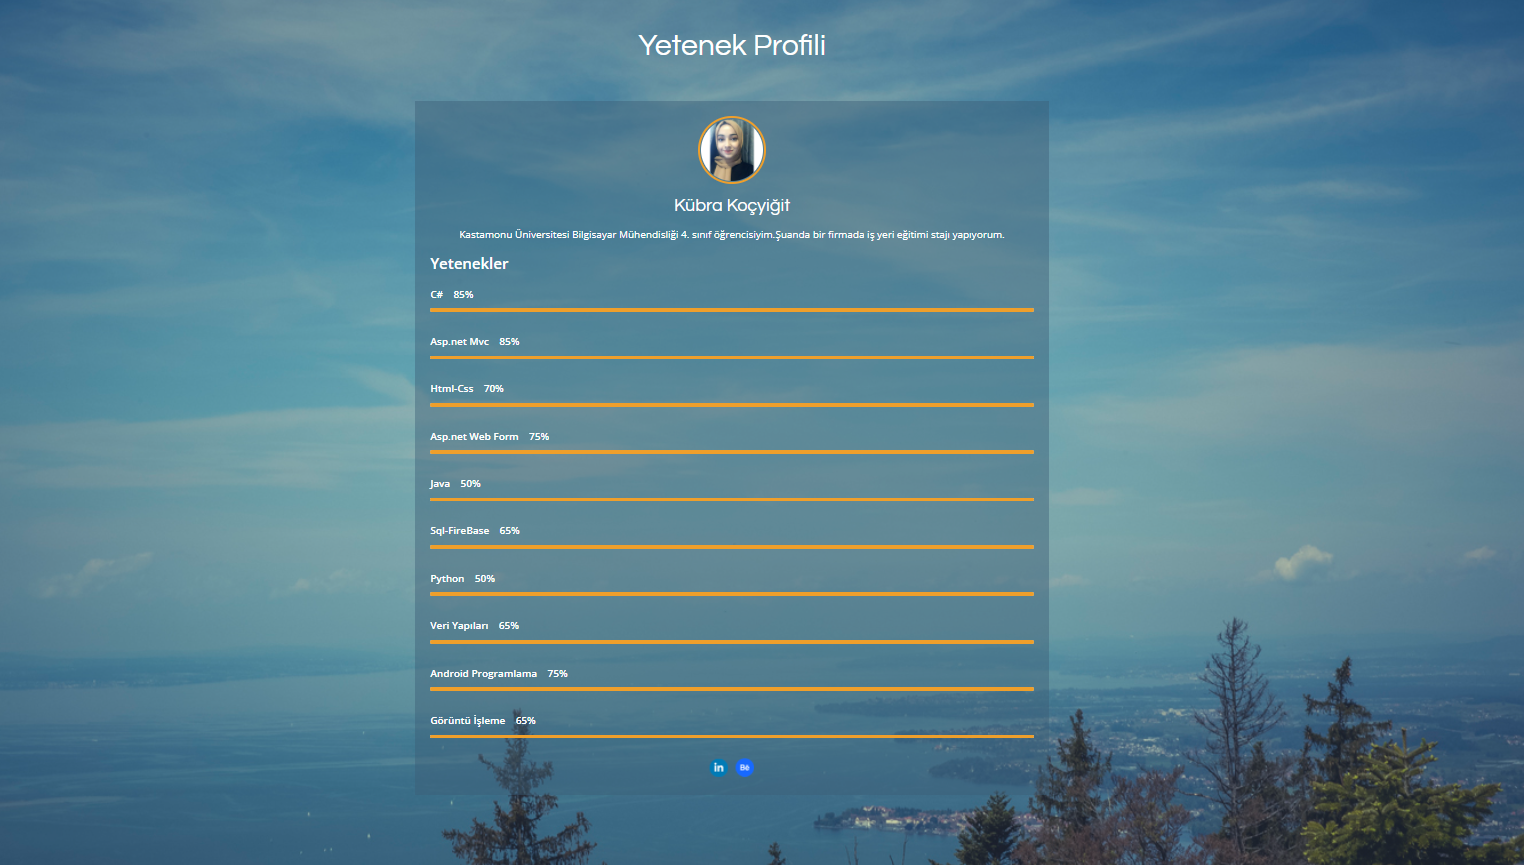 Yetenek Profili
Kübra Koçyiğit
Kastamonu Üniversitesi Bilgisayar Mühendisliği 4. sınıf öğrencisiyim.Şuanda bir firmada iş yeri eğitimi stajı yapıyorum.
Yetenekler
C# 85%
Asp.net Mvc 85%
Html-Css 70%
Asp.net Web Form 75%
Java 50%
Sql-FireBase 65%
Python 50%
Veri Yapıları 65%
Android Programlama 75%
Görüntü İşleme 65%
in Bē